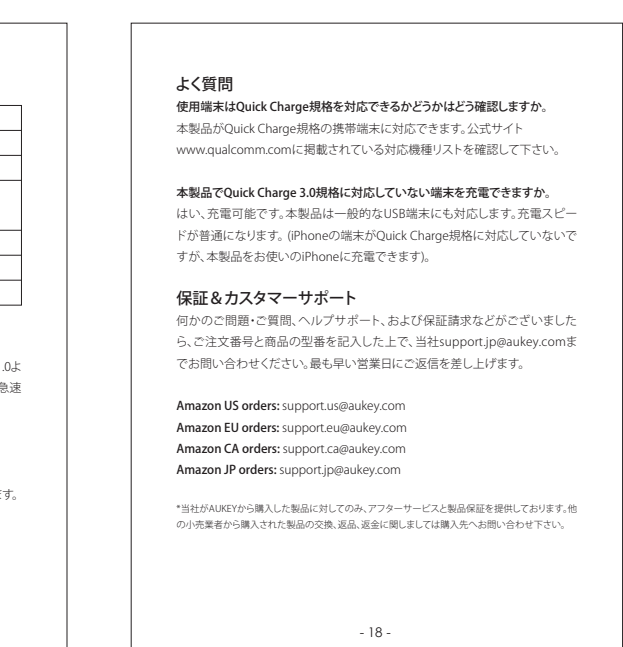 .0よ
急速
ます。
よく質問
使用端末はQuick Charge規格を対応できるかどうかはどう確認しますか。
本製品がQuick Charge規格の携帯端末に対応できます。公式サイト
www.qualcomm.comに掲載されている対応機種リストを確認して下さい。
本製品でQuick Charge 3.0規格に対応していない端末を充電できますか。
はい、充電可能です。本製品は一般的なUSB端末にも対応します。充電スピー
ドが普通になります。(iPhoneの端末がQuick Charge規格に対応していないで
すが、本製品をお使いのiPhoneに充電できます)。
保証＆カスタマーサポート
何かのご問題・ご質問、ヘルプサポート、および保証請求などがございました
ら、ご注文番号と商品の型番を記入した上で、当社support.jp@aukey.comま
でお問い合わせください。最も早い営業日にご返信を差し上げます。
Amazon US orders: support.us@aukey.com
Amazon EU orders: support.eu@aukey.com
Amazon CA orders: support.ca@aukey.com
Amazon JP orders: support.jp@aukey.com
*当社がAUKEYから購入した製品に対してのみ、アフターサービスと製品保証を提供しております。他
の小売業者から購入された製品の交換、返品、返金に関しましては購入先へお問い合わせ下さい。
- 18 -